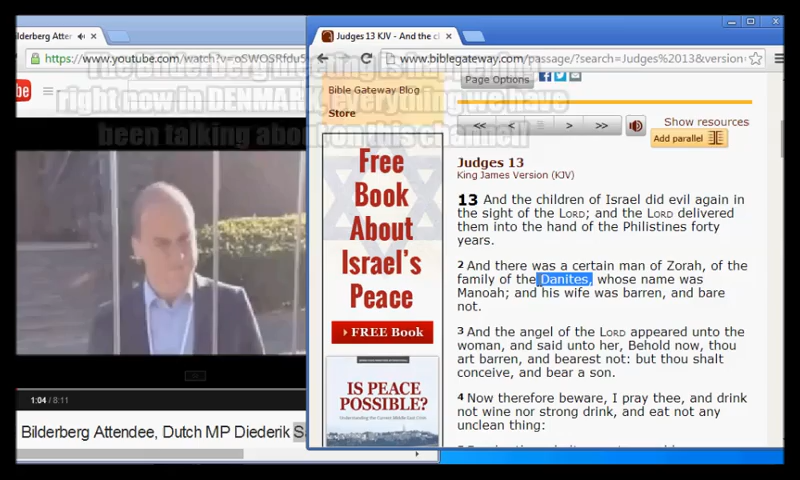 ilderberg Atter
https://www.youtube.com/watch?v=oSWOSRfdu5
Judges 13 KJV - And the c
www.biblegateway.com/passage/?search=Judges%2013&version
The Bilderberg meeting is happening
right now in DENMARK, everything we have
been talking about on this channel!
Page Options
Bible Gateway Blog
Store
<< < > >>
Show resources
Add parallel
Free
Book
About
Israel's
Peace
FREE Book
IS PEACE
POSSIBLE?
Judges 13
King James Version (KJV)
13 And the children of Israel did evil again in
the sight of the LORD; and the LORD delivered
them into the hand of the Philistines forty
years.
2 And there was a certain man of Zorah, of the
family of the Danites, whose name was
Manoah; and his wife was barren, and bare
not.
3 And the angel of the LORD appeared unto the
woman, and said unto her, Behold now, thou
art barren, and bearest not: but thou shalt
conceive, and bear a son.
4 Now therefore beware, I pray thee, and drink
not wine nor strong drink, and eat not any
unclean thing:
1:04 / 8:11
Bilderberg Attendee, Dutch MP Diederik S